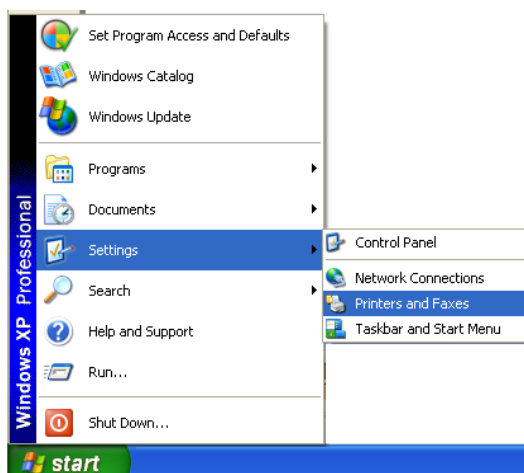 Set Program Access and Defaults
Windows Catalog
Windows Update
Programs
Documents
Settings
Search
Help and Support
Run...
Shut Down...
Control Panel
Network Connections
Printers and Faxes
Taskbar and Start Menu
Windows XP Professional
start